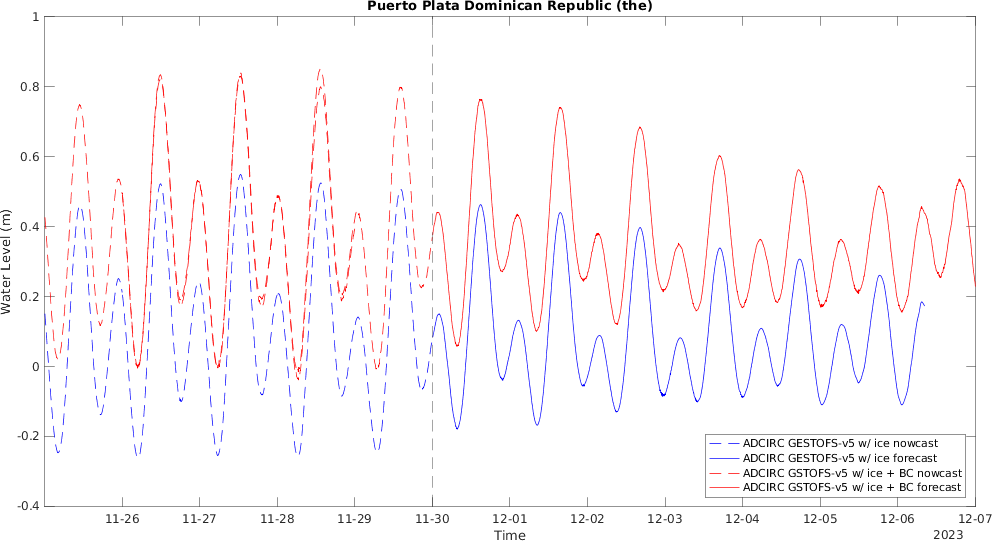 Puerto Plata Dominican Republic (the)
1
0.8
0.6
0.4
0.2
0
-0.2
-0.4
Water Level (m)
11-26 11-27 11-28 11-29 11-30 12-01 12-02 12-03 12-04 12-05 12-06 12-07
Time
2023
ADCIRC GESTOFS-v5 w/ ice nowcast
ADCIRC GESTOFS-v5 w/ ice forecast
ADCIRC GSTOFS-v5 w/ ice + BC nowcast
ADCIRC GSTOFS-v5 w/ ice + BC forecast